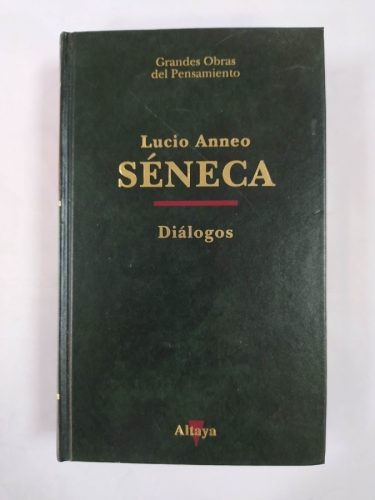 Grandes Obras
del Pensamiento
Lucio Anneo
SÉNECA
Diálogos
Altaya